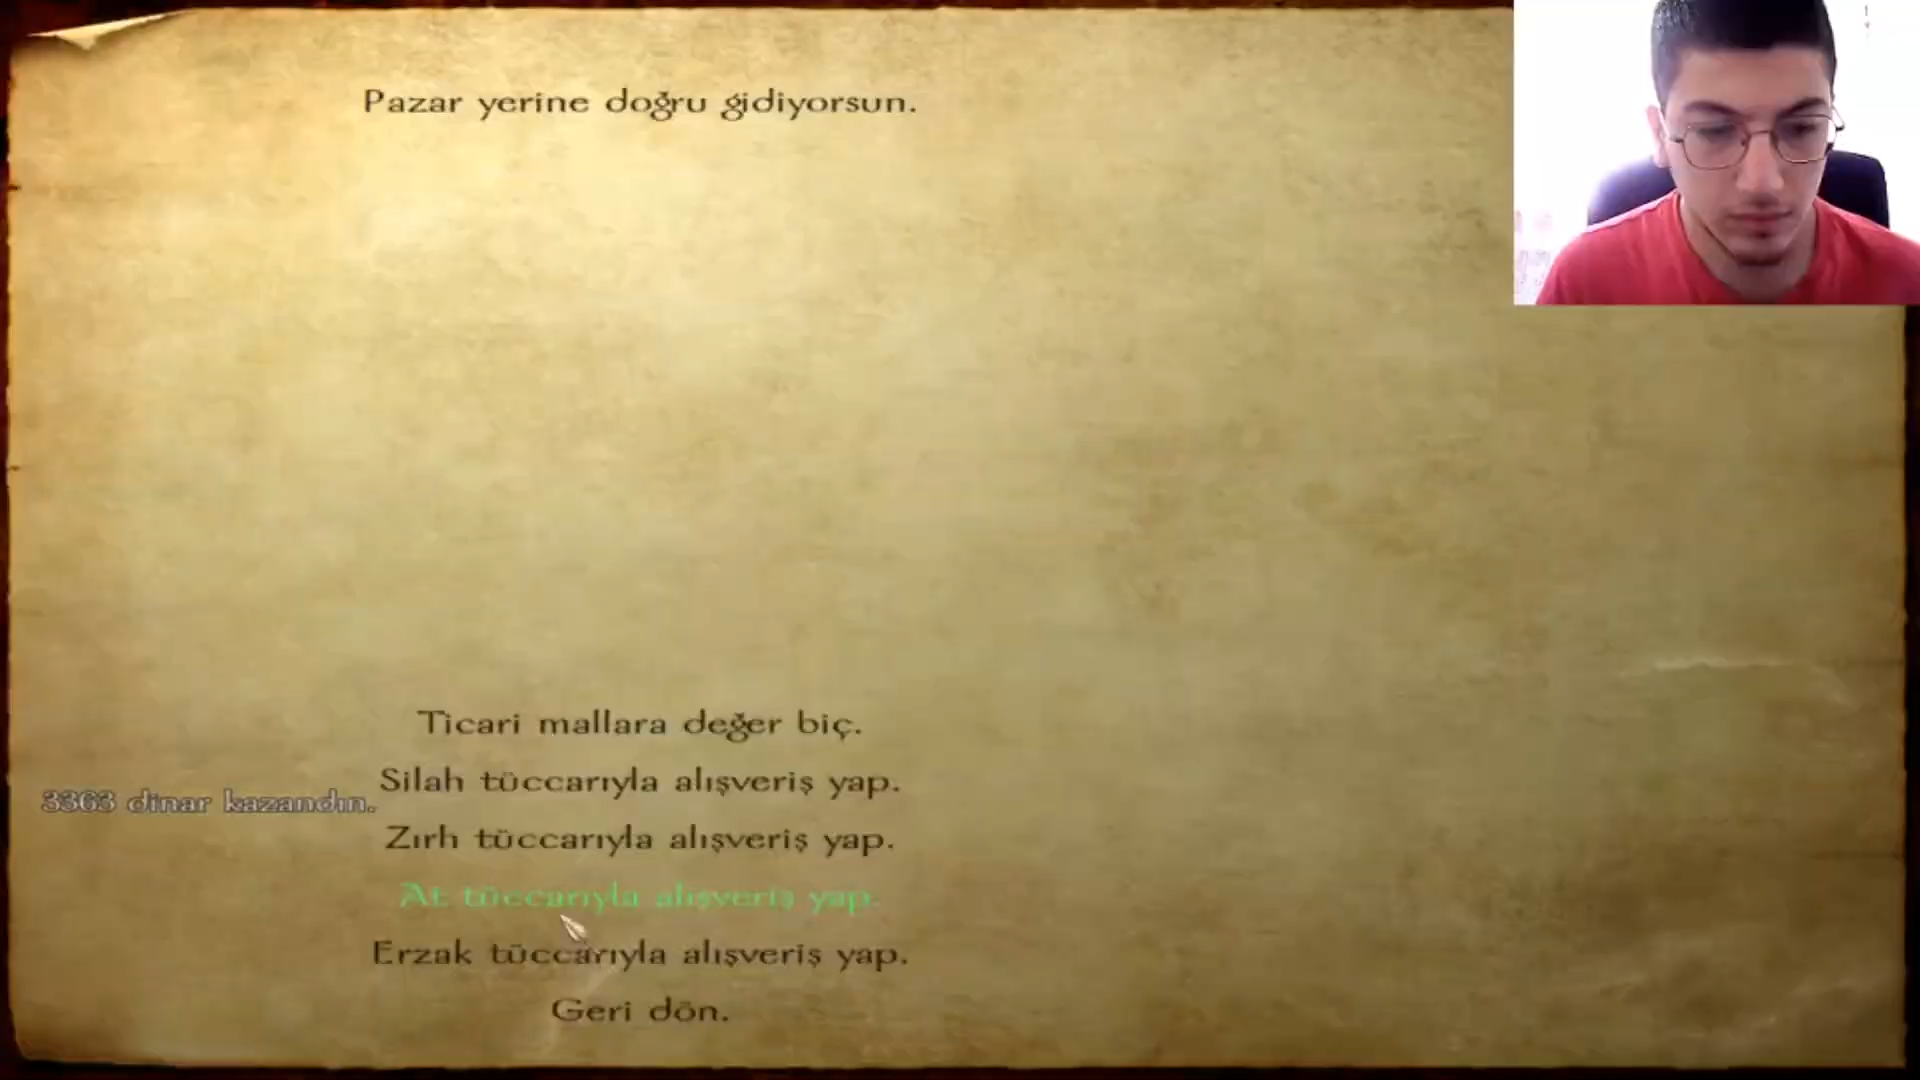 Pazar yerine doğru gidiyorsun.
Ticari mallara değer biç.
Silah tüccarıyla alışveriş yap.
3363 dinar kazandın.
Zırh tüccarıyla alışveriş yap.
At tüccarıyla alışveriş yap.
Erzak tüccarıyla alışveriş yap.
Geri dön.